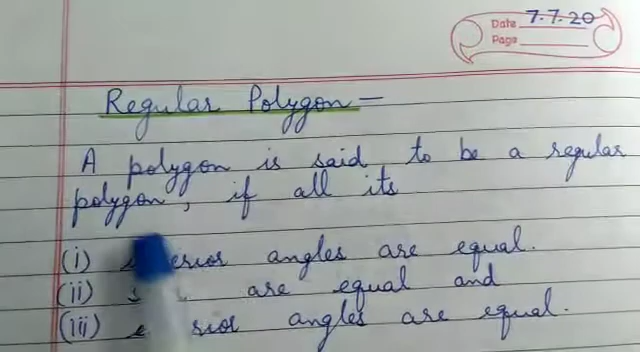 Date 7.7.20
Page
Regular Polygon -
A polygon is said to be a regular
polygon, if all its
(i) angles are equal.
(ii) are equal and
(iii) angles are equal.